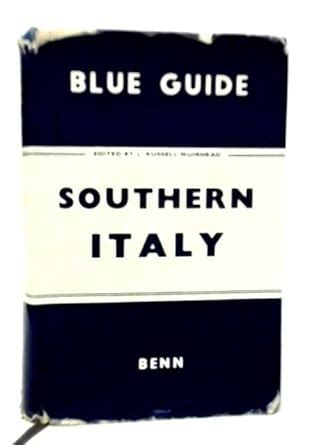 BLUE GUIDE
EDITED BY L. RUSSELL MUIRHEAD
SOUTHERN
ITALY
BENN